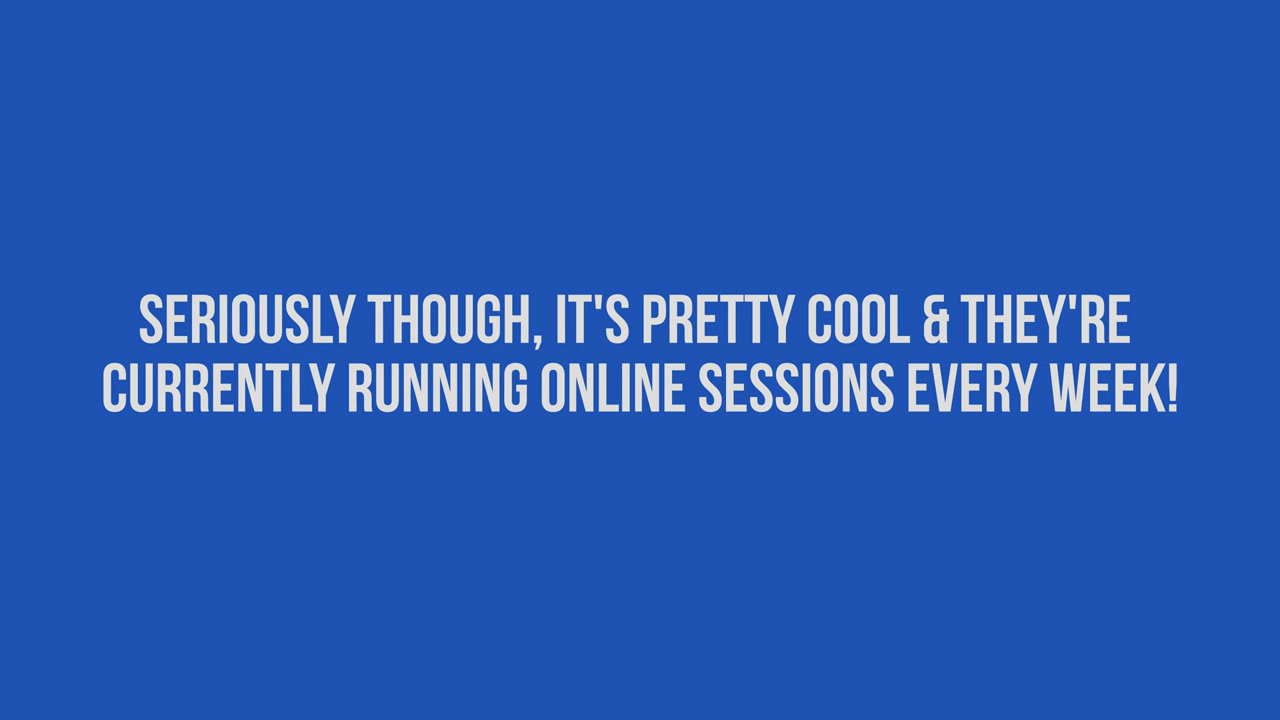 SERIOUSLY THOUGH, IT'S PRETTY COOL & THEY'RE
CURRENTLY RUNNING ONLINE SESSIONS EVERY WEEK!